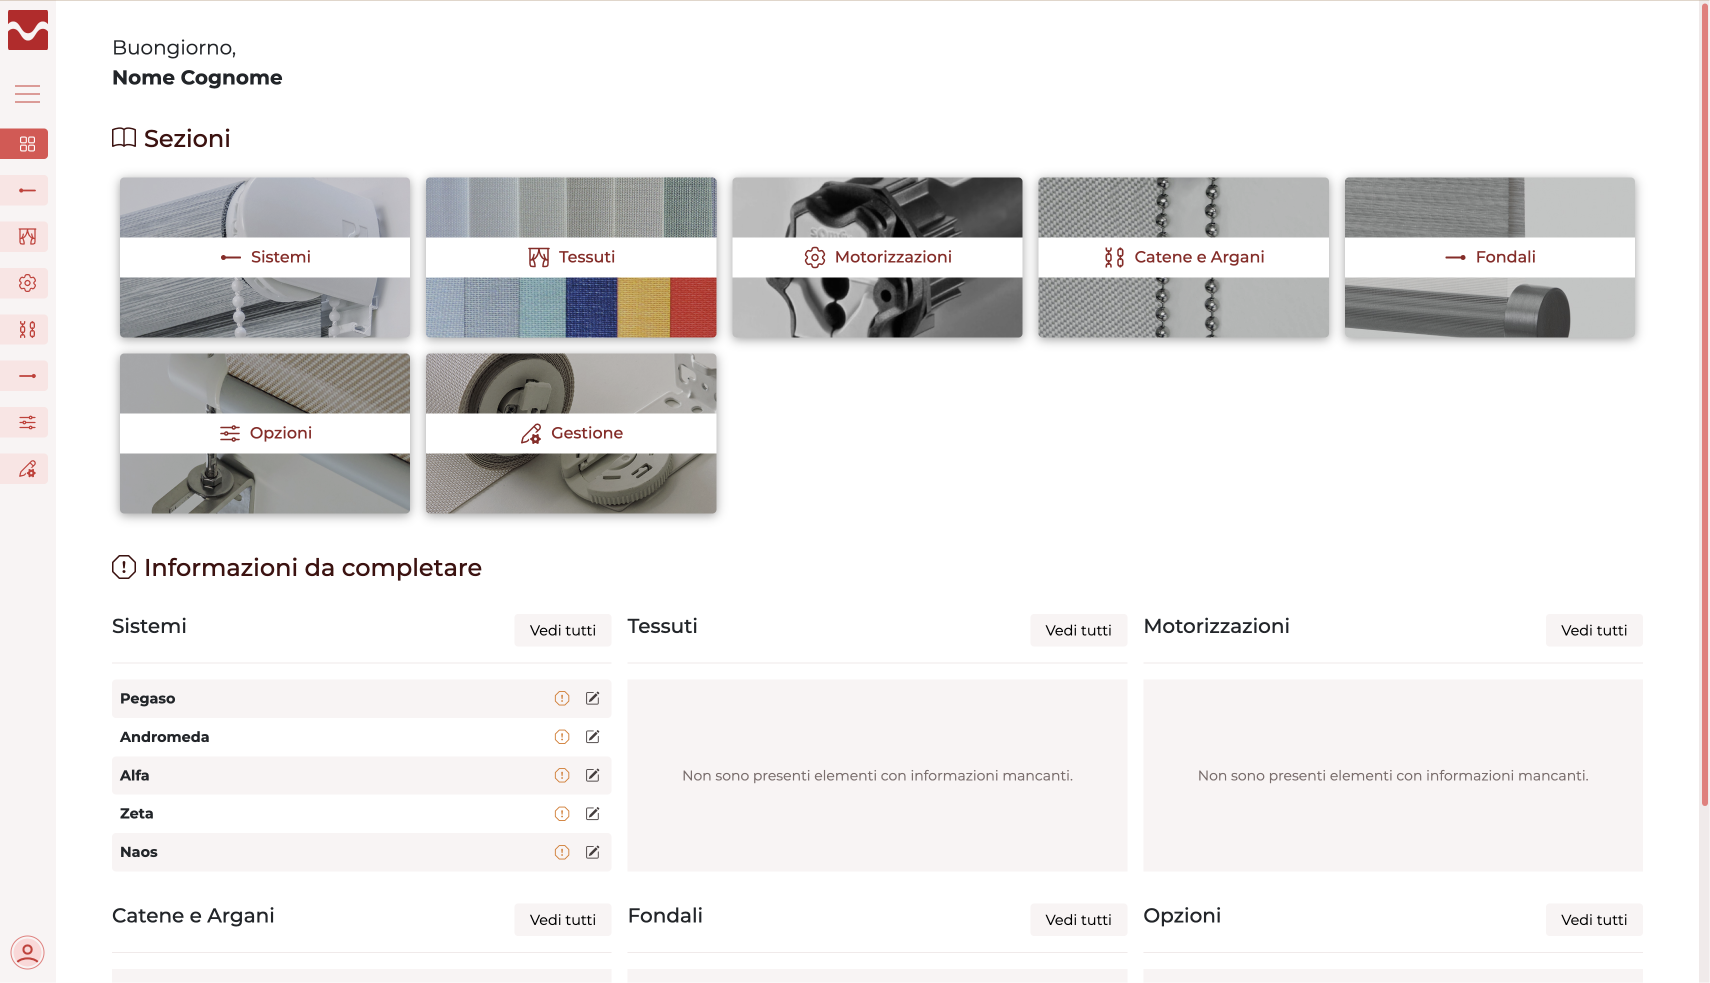 Buongiorno,
Nome Cognome
Sezioni
Sistemi
Tessuti
Motorizzazioni
Catene e Argani
Fondali
Opzioni
Gestione
Informazioni da completare
Sistemi
Vedi tutti
Pegaso
Andromeda
Alfa
Zeta
Naos
Tessuti
Vedi tutti
Non sono presenti elementi con informazioni mancanti.
Motorizzazioni
Vedi tutti
Non sono presenti elementi con informazioni mancanti.
Catene e Argani
Vedi tutti
Fondali
Vedi tutti
Opzioni
Vedi tutti